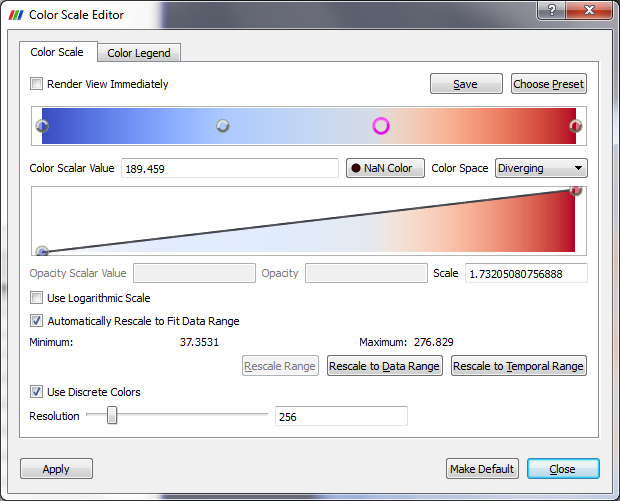 Color Scale Editor
Color Scale Color Legend
Render View Immediately Save Choose Preset
Color Scalar Value 189.459 NaN Color Color Space Diverging
Opacity Scalar Value Opacity Scale 1.73205080756888
Use Logarithmic Scale
Automatically Rescale to Fit Data Range
Minimum: 37.3531 Maximum: 276.829
Rescale Range Rescale to Data Range Rescale to Temporal Range
Use Discrete Colors
Resolution 256
Apply Make Default Close